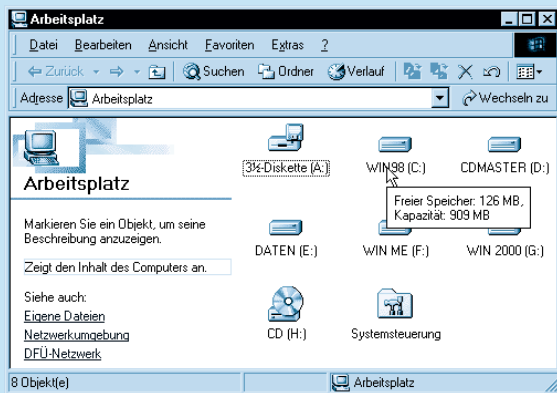 Arbeitsplatz
Datei Bearbeiten Ansicht Favoriten Extras ?
Zurück Suchen Ordner Verlauf
Adresse Arbeitsplatz Wechseln zu
Arbeitsplatz
Markieren Sie ein Objekt, um seine
Beschreibung anzuzeigen.
Zeigt den Inhalt des Computers an.
Siehe auch:
Eigene Dateien
Netzwerkumgebung
DFÜ-Netzwerk
3½-Diskette (A:) WIN98 (C:) CDMASTER (D:)
Freier Speicher: 126 MB,
Kapazität: 909 MB
DATEN (E:) WIN ME (F:) WIN 2000 (G:)
CD (H:) Systemsteuerung
8 Objekt(e) Arbeitsplatz